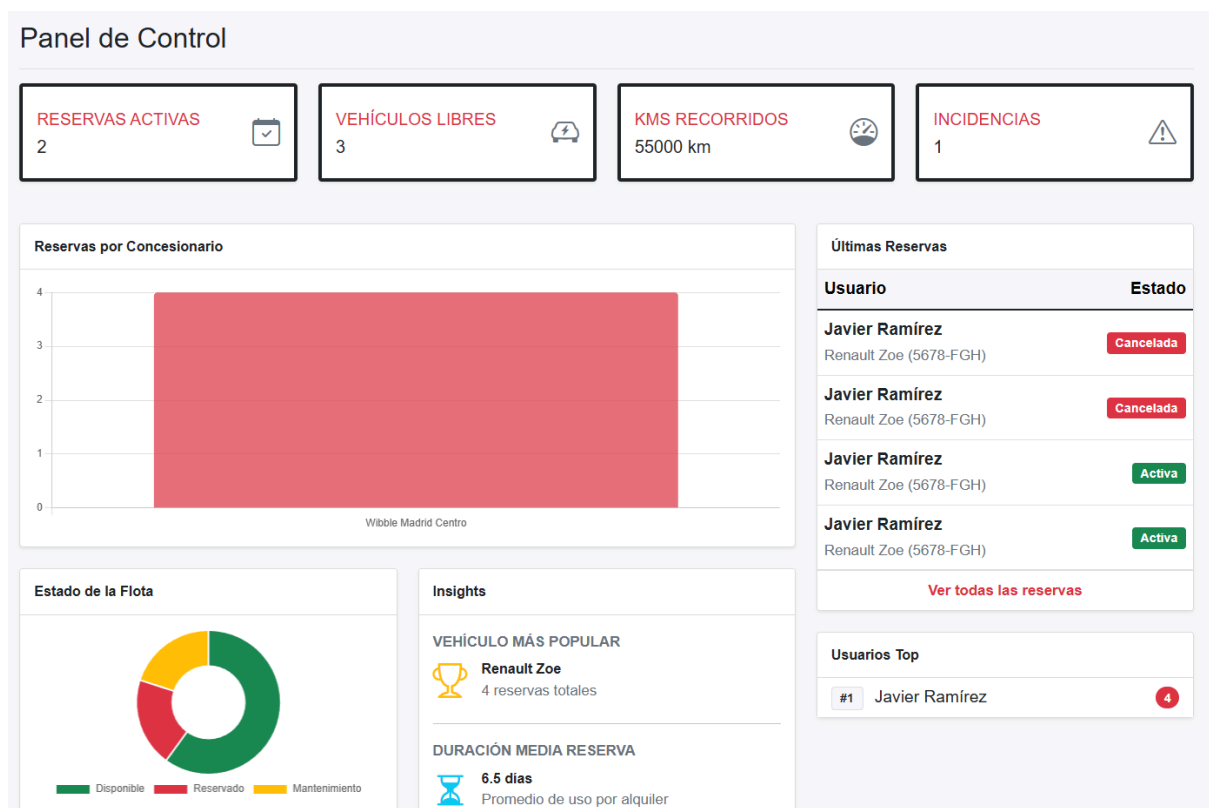 Panel de Control
RESERVAS ACTIVAS
2
VEHÍCULOS LIBRES
3
KMS RECORRIDOS
55000 km
INCIDENCIAS
1
Reservas por Concesionario
4
3
2
1
0
Wibble Madrid Centro
Últimas Reservas
Usuario Estado
Javier Ramírez
Renault Zoe (5678-FGH)
Cancelada
Javier Ramírez
Renault Zoe (5678-FGH)
Cancelada
Javier Ramírez
Renault Zoe (5678-FGH)
Activa
Javier Ramírez
Renault Zoe (5678-FGH)
Activa
Ver todas las reservas
Estado de la Flota
Disponible Reservado Mantenimiento
Insights
VEHÍCULO MÁS POPULAR
Renault Zoe
4 reservas totales
DURACIÓN MEDIA RESERVA
6.5 días
Promedio de uso por alquiler
Usuarios Top
#1 Javier Ramírez 4